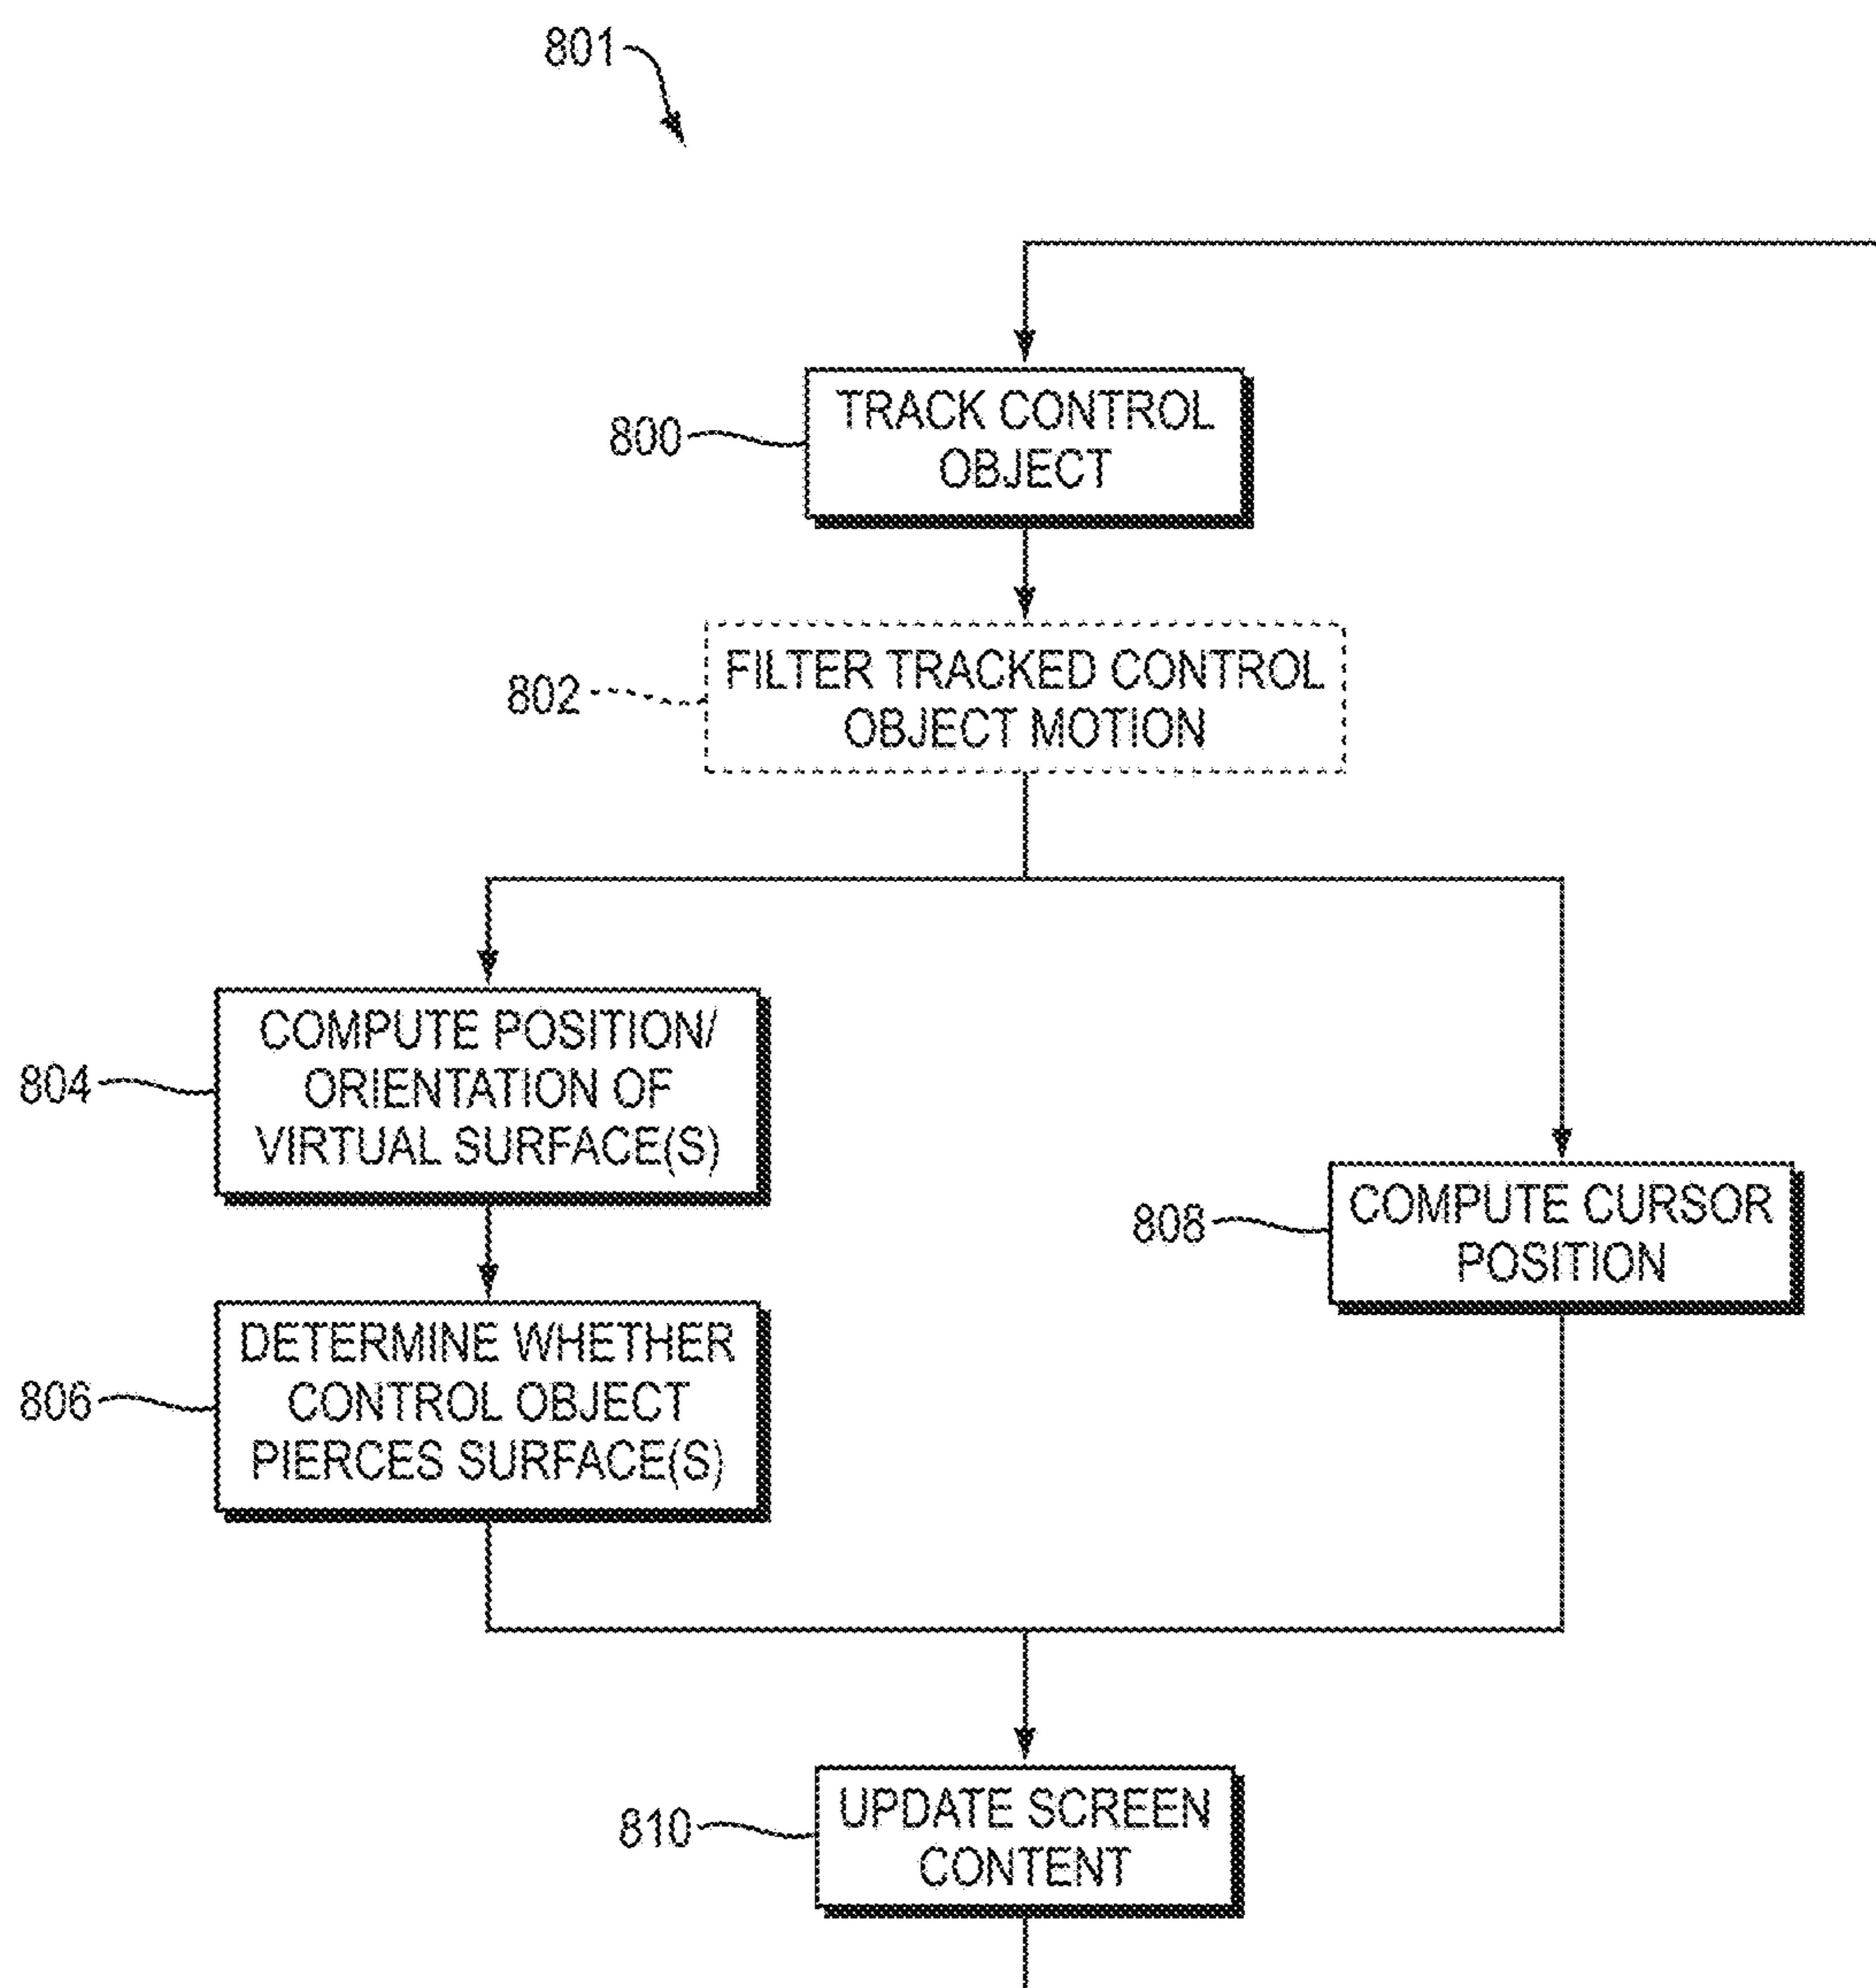 801
800
TRACK CONTROL
OBJECT
802
FILTER TRACKED CONTROL
OBJECT MOTION
804
COMPUTE POSITION/
ORIENTATION OF
VIRTUAL SURFACE(S)
808
COMPUTE CURSOR
POSITION
806
DETERMINE WHETHER
CONTROL OBJECT
PIERCES SURFACE(S)
810
UPDATE SCREEN
CONTENT